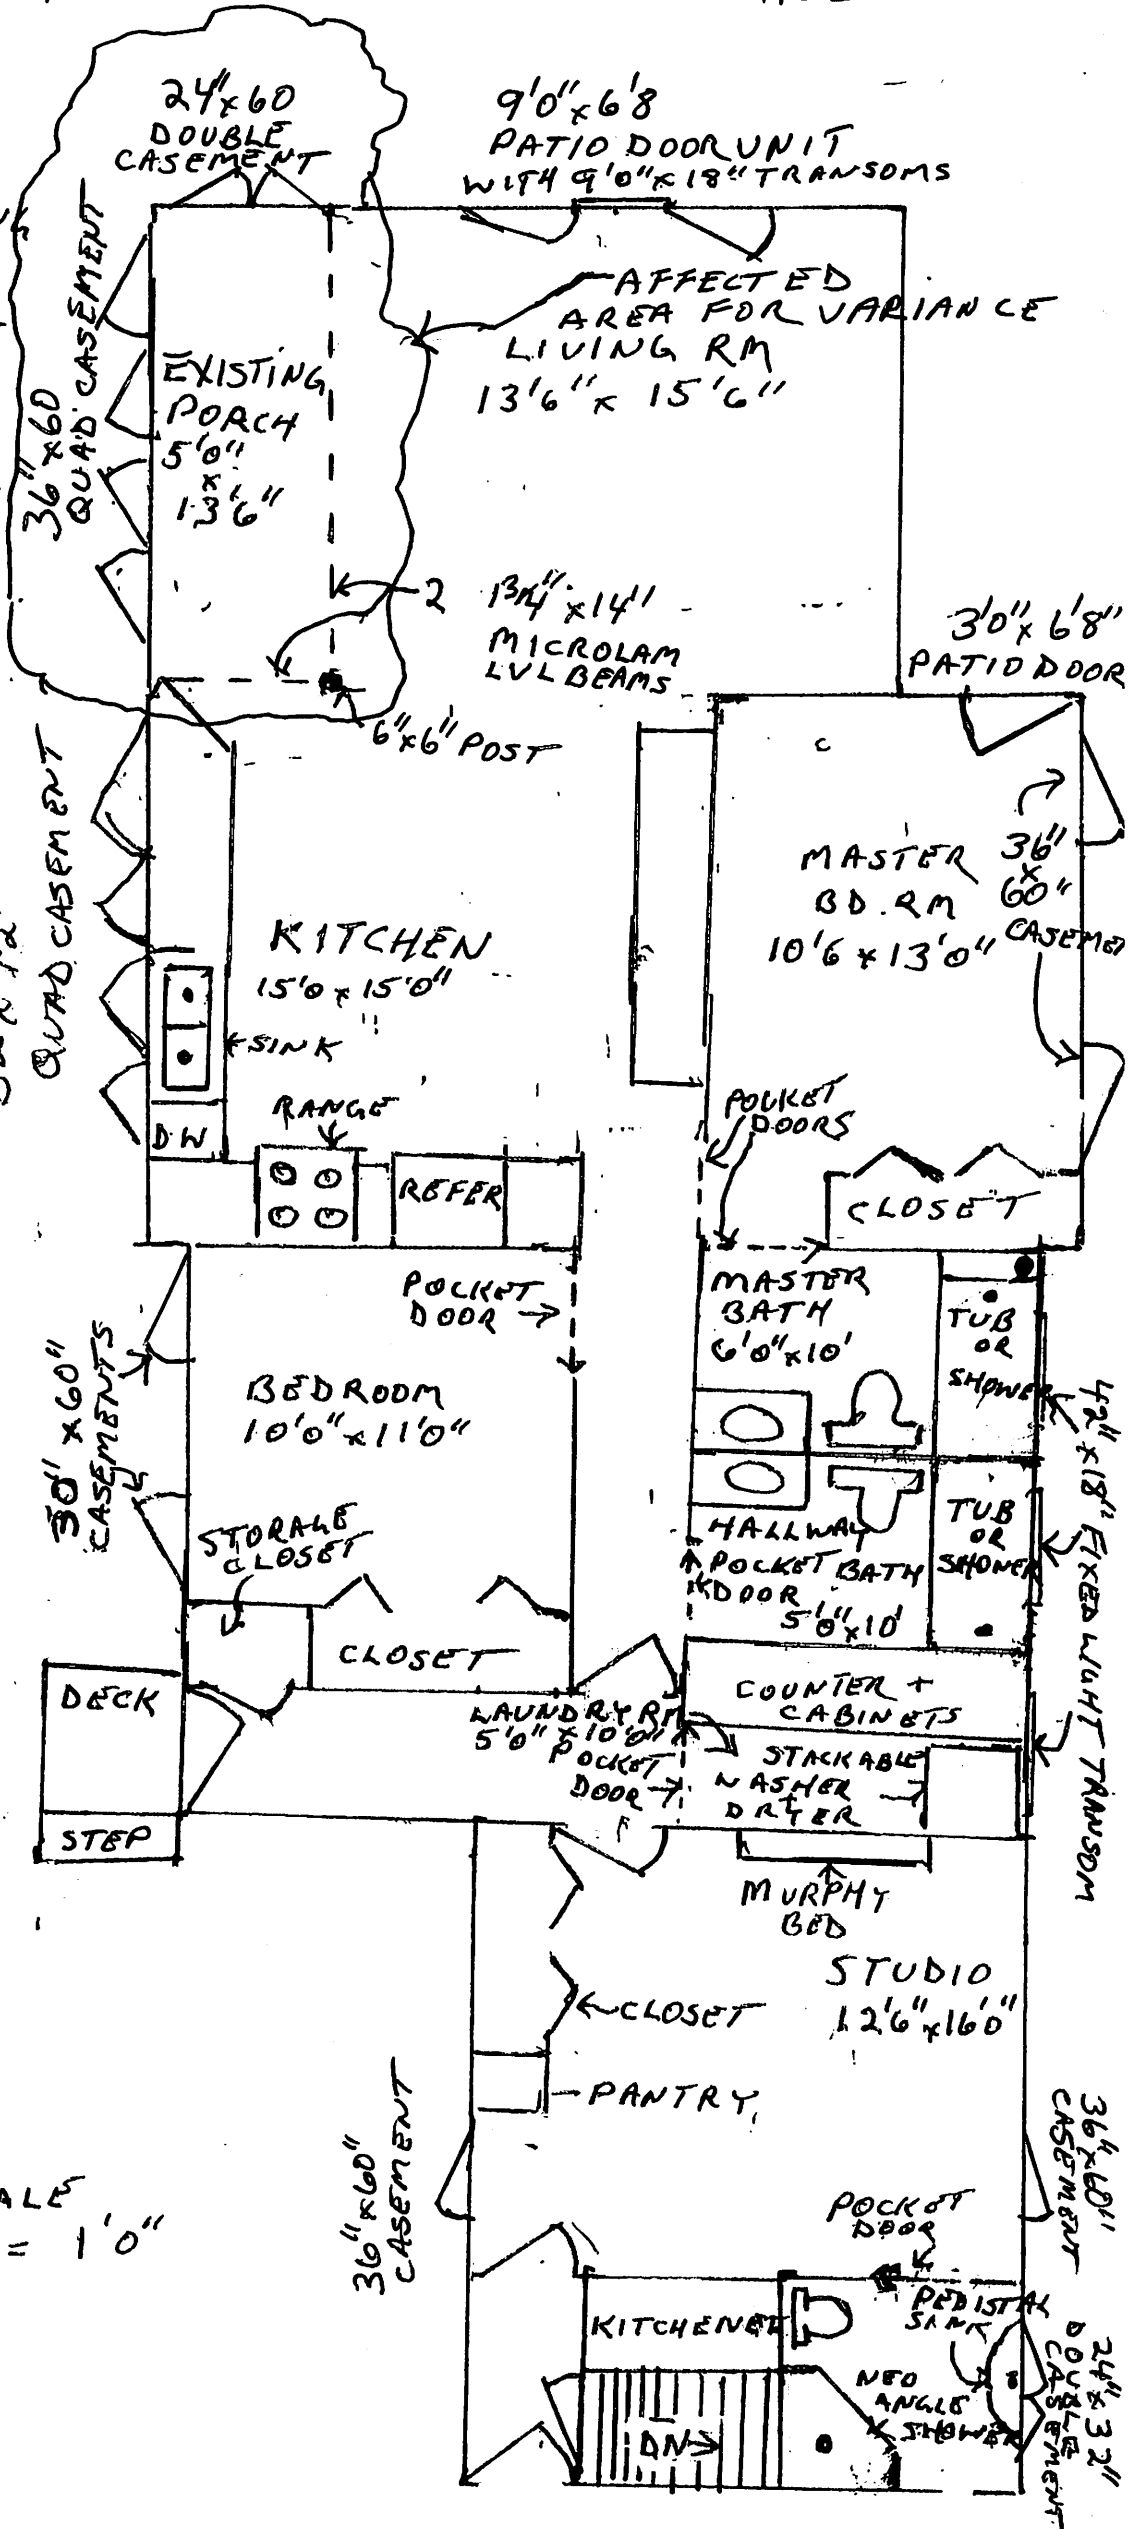 24"x60
DOUBLE
CASEMENT
9'0"x6'8
PATIO DOOR UNIT
WITH 9'0"x18" TRANSOMS
36"x60
QUAD CASEMENT
AFFECTED
AREA FOR VARIANCE
LIVING RM
13'6"x 15'6"
EXISTING
PORCH
5'0"
x
13'6"
2 1 3/4"x14"
MICROLAM
LVL BEAMS
6"x6" POST
3'0"x 6'8"
PATIO DOOR
QUAD CASEMENT
MASTER
BD.RM
10'6 x 13'0"
36"
x
60"
CASEME
KITCHEN
15'0 x 15'0"
SINK
RANGE
DW
REFER
POCKET
DOORS
CLOSET
POCKET
DOOR
MASTER
BATH
6'0"x10'
TUB
OR
SHOWER
30"x60"
CASEMENTS
BEDROOM
10'0"x11'0"
42"x18" FIXED LIGHT TRANSOM
STORAGE
CLOSET
HALLWAY
BATH
5'0"x10'
POCKET
DOOR
TUB
OR
SHOWER
CLOSET
DECK
STEP
LAUNDRY RM
5'0"x10'0"
POCKET
DOOR
COUNTER +
CABINETS
STACKABLE
WASHER
+
DRYER
MURPHY
BED
STUDIO
12'6"x16'0"
CLOSET
PANTRY
36"x60"
CASEMENT
36"x60"
CASEMENT
= 1'0"
POCKET
DOOR
KITCHENET
PEDISTAL
SINK
NEO
ANGLE
SHOWER
24"x32"
DOUBLE
CASEMENT
DN